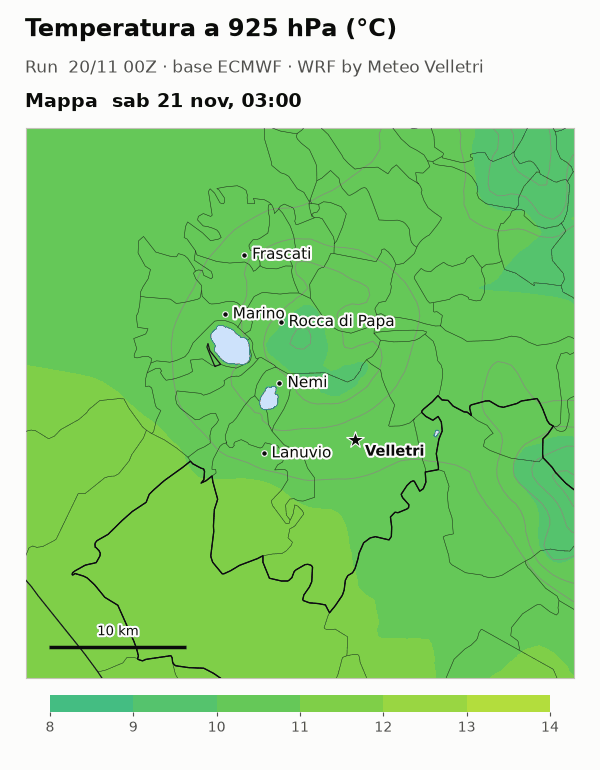 Temperatura a 925 hPa (°C)
Run  20/11 00Z · base ECMWF · WRF by Meteo Velletri
Mappa  sab 21 nov, 03:00
Frascati
Marino
Rocca di Papa
Nemi
Velletri
Lanuvio
10 km
8 9 10 11 12 13 14